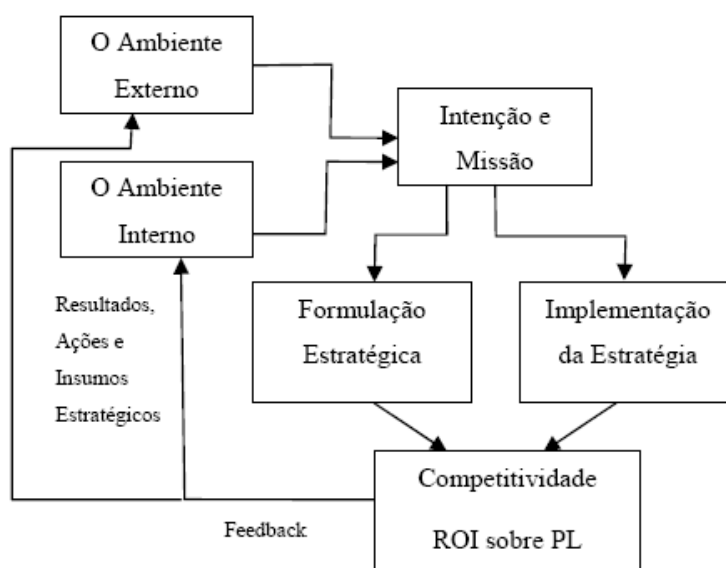 O Ambiente
Externo
Intenção e
Missão
O Ambiente
Interno
Resultados,
Ações e
Insumos
Estratégicos
Formulação
Estratégica
Implementação
da Estratégia
Competitividade
ROI sobre PL
Feedback